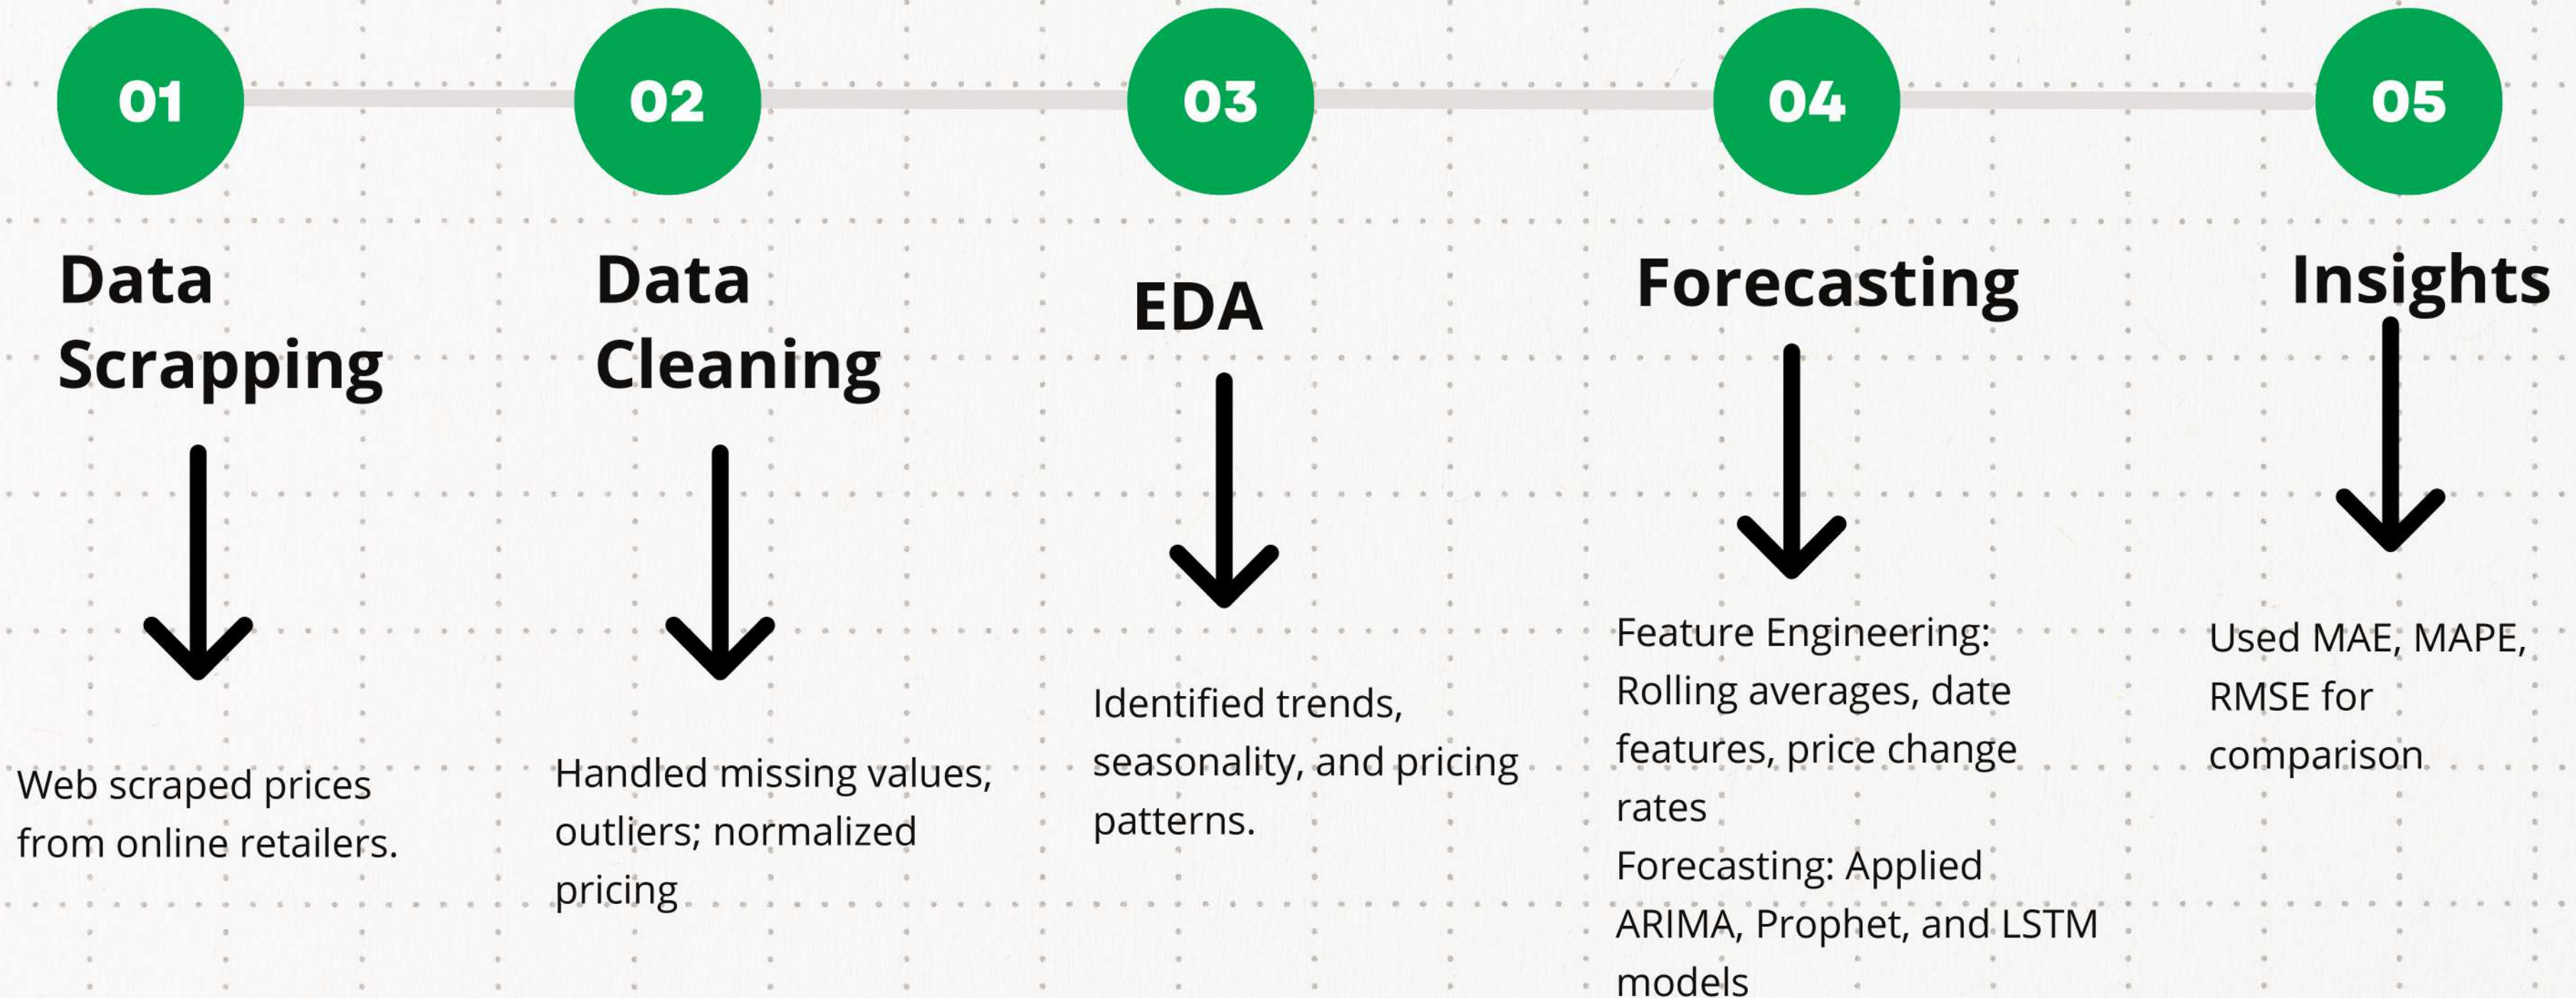 01
02
03
04
05
Data
Scrapping
Data
Cleaning
EDA
Forecasting
Insights
Web scraped prices
from online retailers.
Handled missing values,
outliers; normalized
pricing
Identified trends,
seasonality, and pricing
patterns.
Feature Engineering:
Rolling averages, date
features, price change
rates
Forecasting: Applied
ARIMA, Prophet, and LSTM
models
Used MAE, MAPE,
RMSE for
comparison